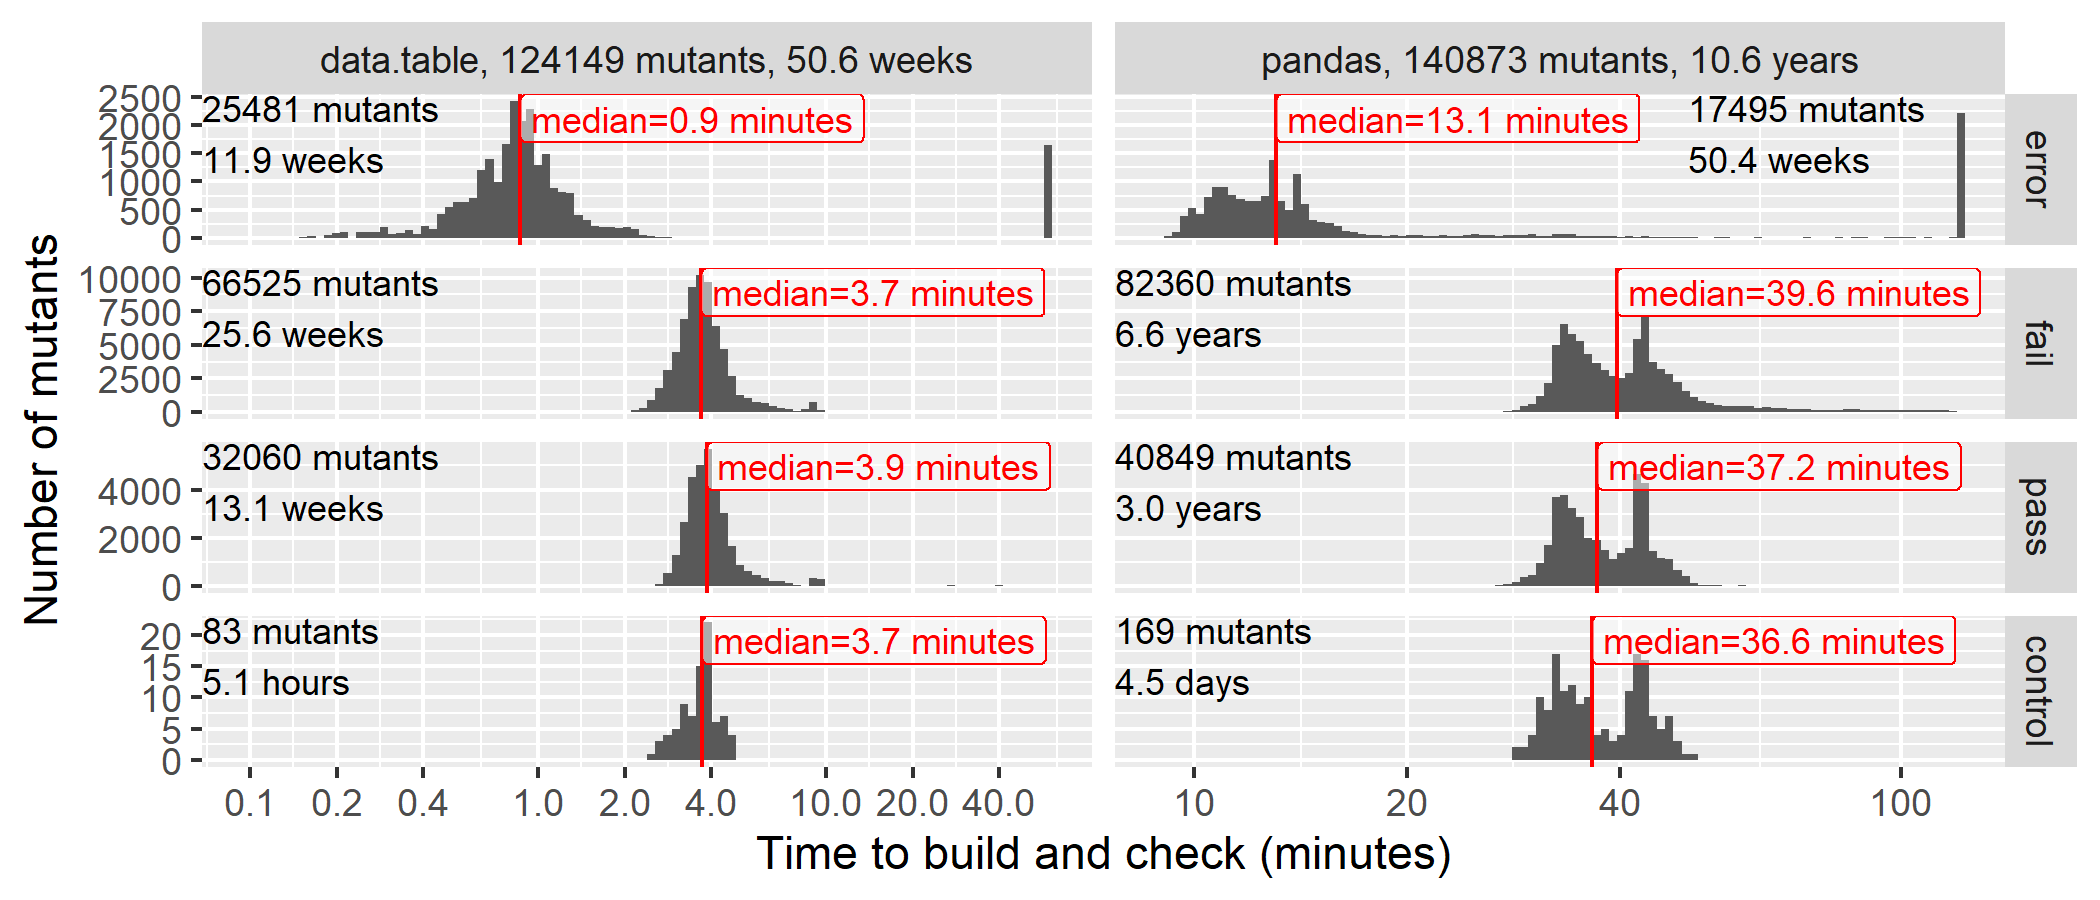 data.table, 124149 mutants, 50.6 weeks
pandas, 140873 mutants, 10.6 years
Number of mutants
2500
2000
1500
1000
500
0
25481 mutants
11.9 weeks
median=0.9 minutes
median=13.1 minutes
17495 mutants
50.4 weeks
error
10000
7500
5000
2500
0
66525 mutants
25.6 weeks
median=3.7 minutes
82360 mutants
6.6 years
median=39.6 minutes
fail
4000
2000
0
32060 mutants
13.1 weeks
median=3.9 minutes
40849 mutants
3.0 years
median=37.2 minutes
pass
20
15
10
5
0
83 mutants
5.1 hours
median=3.7 minutes
169 mutants
4.5 days
median=36.6 minutes
control
0.1 0.2 0.4 1.0 2.0 4.0 10.0 20.0 40.0
10 20 40 100
Time to build and check (minutes)